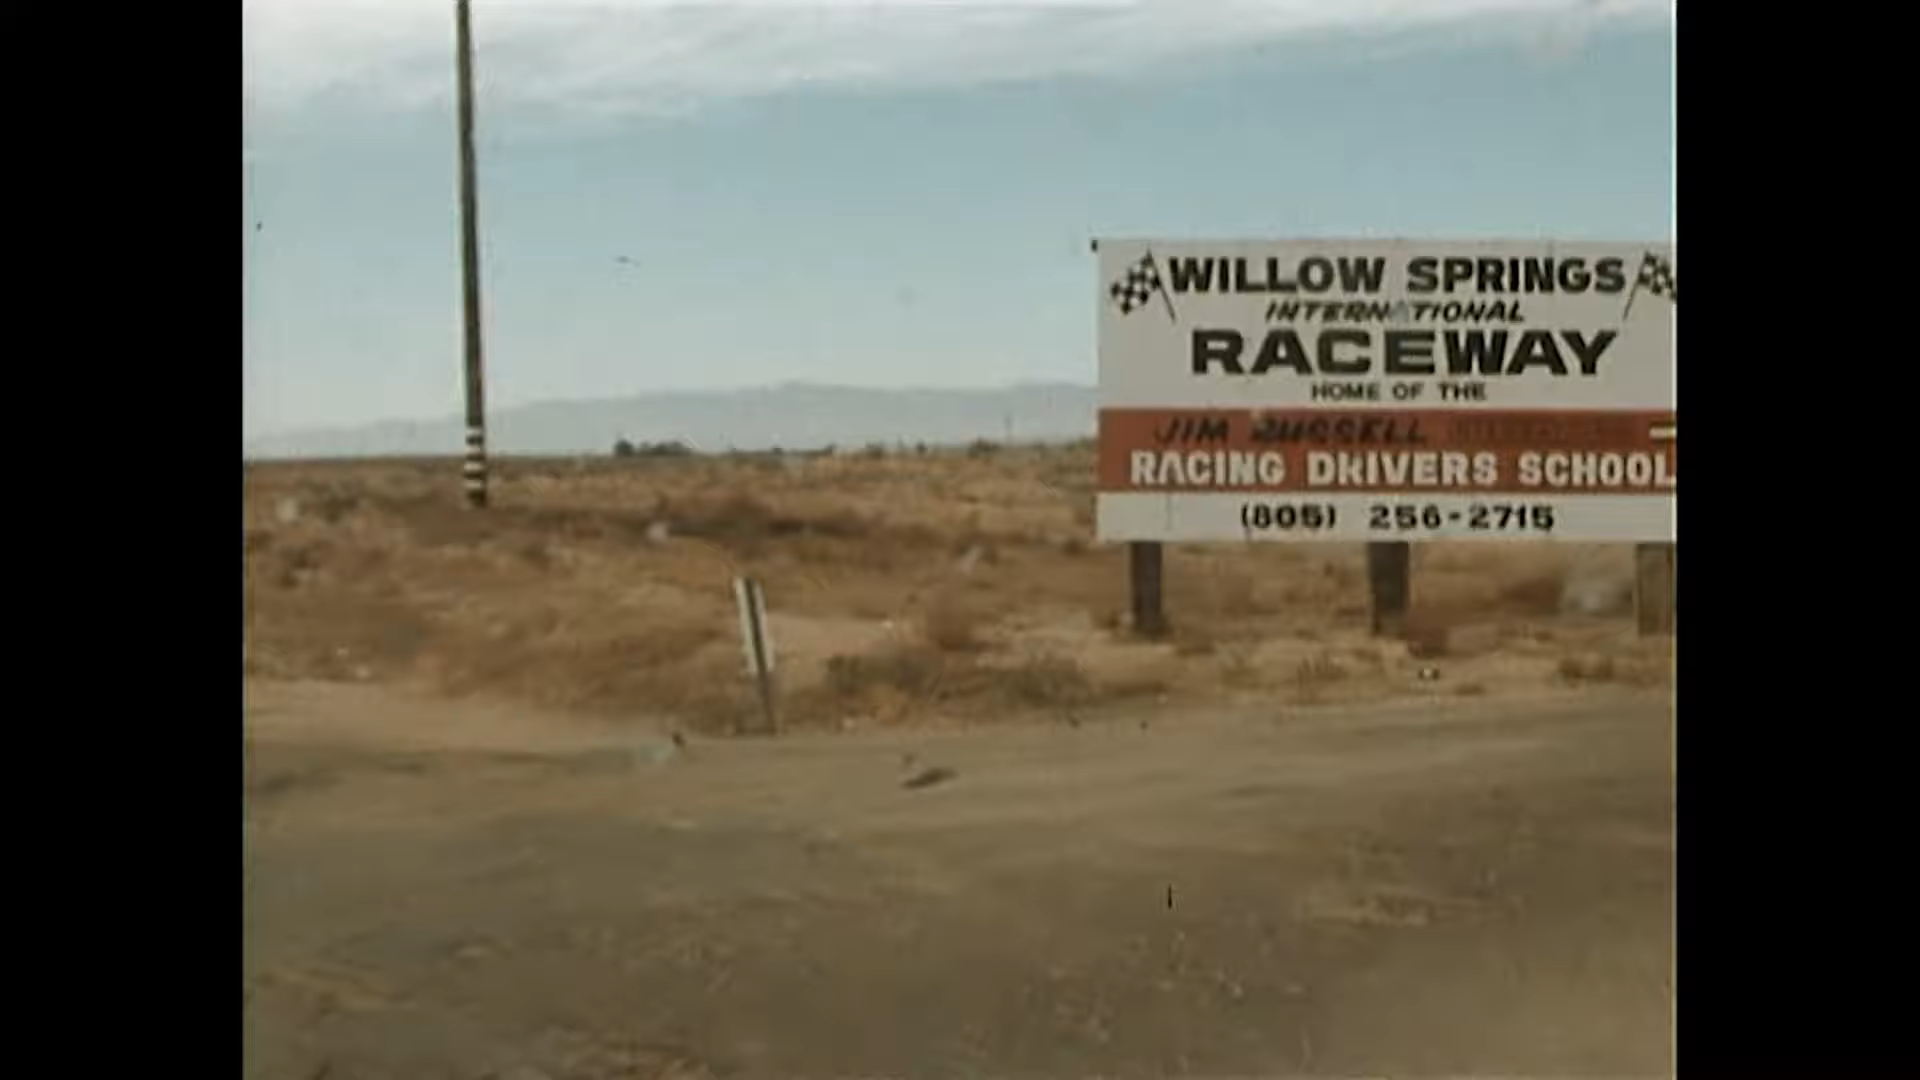 WILLOW SPRINGS
INTERNATIONAL
RACEWAY
HOME OF THE
JIM RUSSELL
RACING DRIVERS SCHOOL
(805) 256-2715